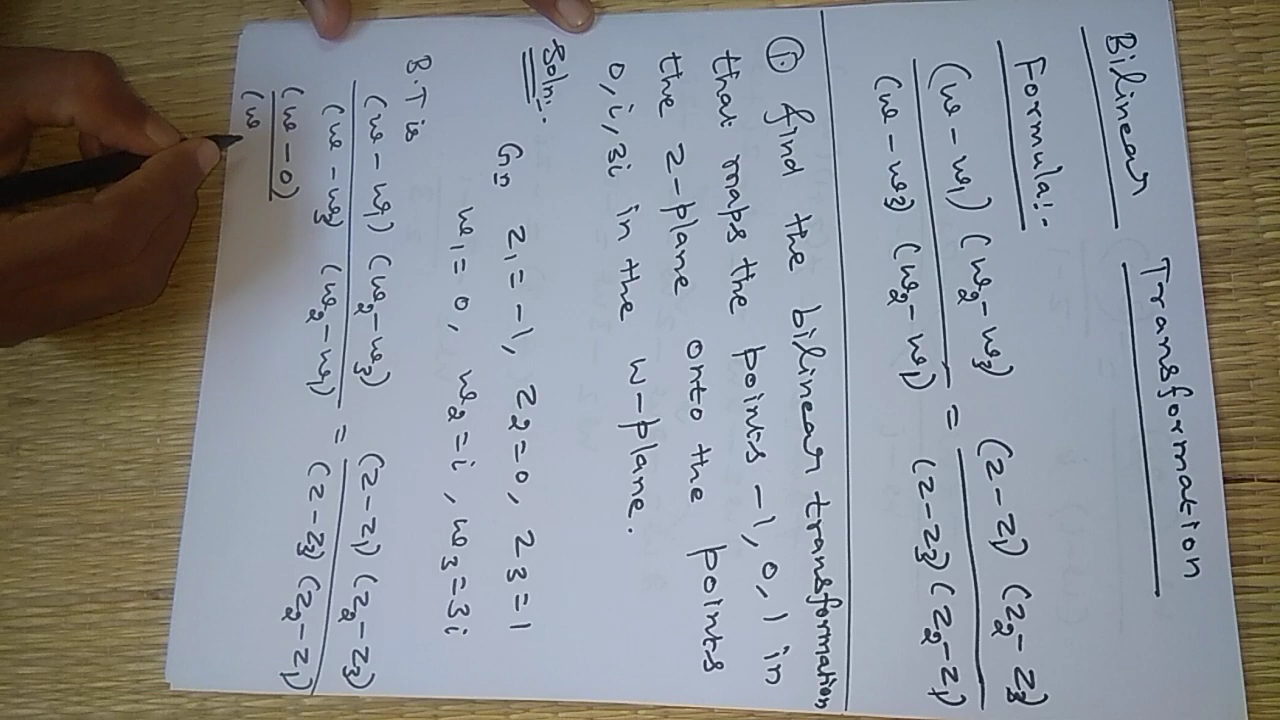 Bilinear Transformation
Formula:-
(w - w₁) (w₂ - w₃) / (w - w₃) (w₂ - w₁) = (z - z₁) (z₂ - z₃) / (z - z₃) (z₂ - z₁)
① find the bilinear transformation
that maps the points -1, 0, 1 in
the z-plane onto the points
0, i, 3i in the w-plane.
Soln:-
Gn z₁ = -1, z₂ = 0, z₃ = 1
w₁ = 0, w₂ = i, w₃ = 3i
B.T is
(w - w₁) (w₂ - w₃) / (w - w₃) (w₂ - w₁) = (z - z₁) (z₂ - z₃) / (z - z₃) (z₂ - z₁)
(w - 0) / (w